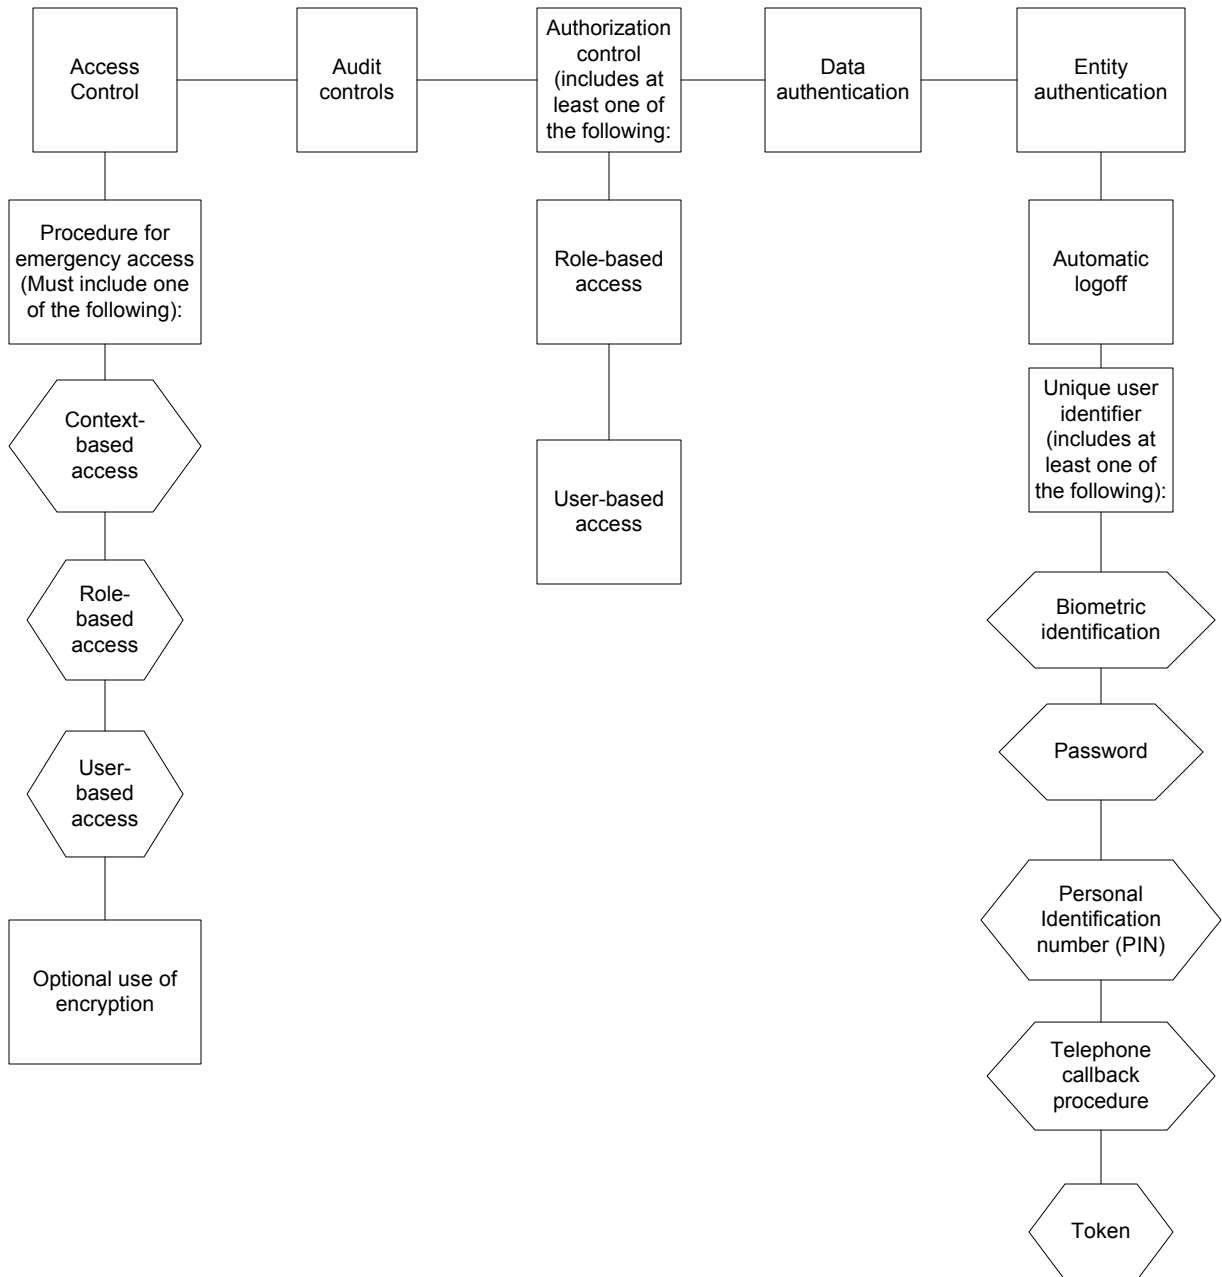 Access
Control
Audit
controls
Authorization
control
(includes at
least one of
the following:
Data
authentication
Entity
authentication
Procedure for
emergency access
(Must include one
of the following):
Context-
based
access
Role-
based
access
User-
based
access
Optional use of
encryption
Role-based
access
User-based
access
Automatic
logoff
Unique user
identifier
(includes at
least one of
the following):
Biometric
identification
Password
Personal
Identification
number (PIN)
Telephone
callback
procedure
Token